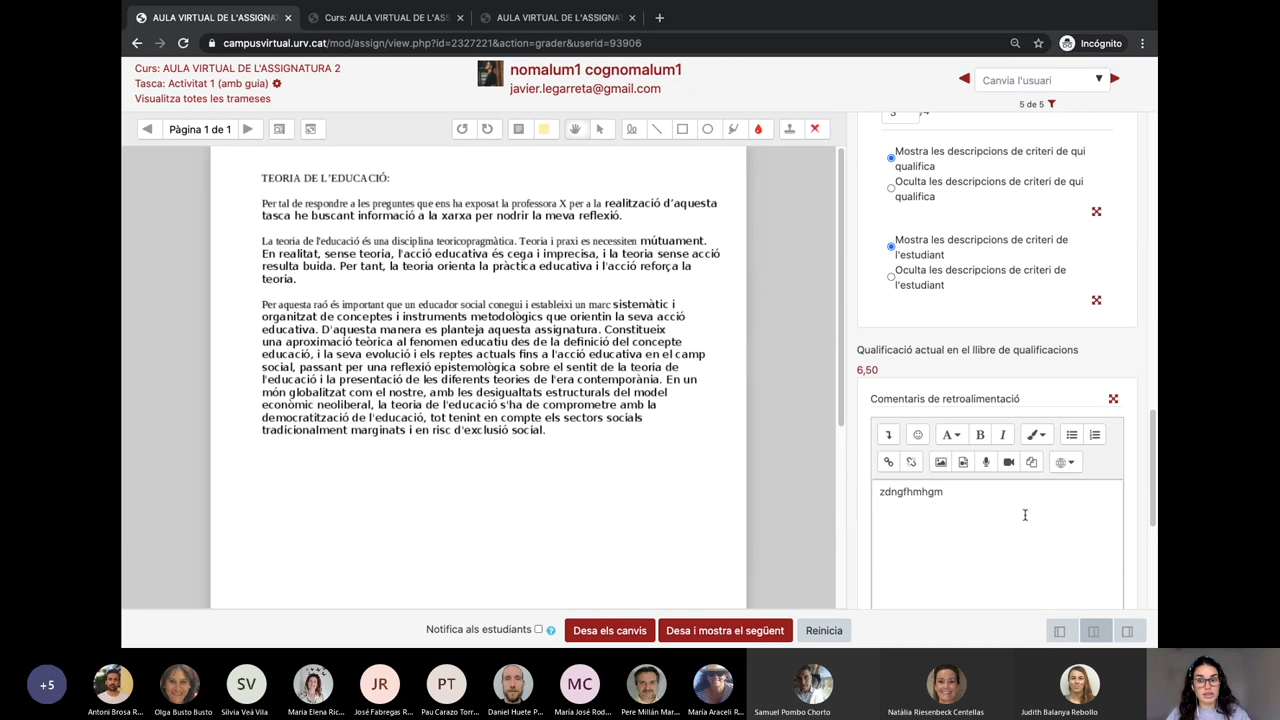 AULA VIRTUAL DE L'ASSIGNA
Curs: AULA VIRTUAL DE L'ASS
AULA VIRTUAL DE L'ASSIGNA
campusvirtual.urv.cat/mod/assign/view.php?id=2327221&action=grader&userid=93906
Incógnito
Curs: AULA VIRTUAL DE L'ASSIGNATURA 2
Tasca: Activitat 1 (amb guia)
Visualitza totes les trameses
nomalum1 cognomalum1
javier.legarreta@gmail.com
Canvia l'usuari
5 de 5
Pàgina 1 de 1
TEORIA DE L'EDUCACIÓ:
Per tal de respondre a les preguntes que ens ha exposat la professora X per a la realització d'aquesta
tasca he buscant informació a la xarxa per nodrir la meva reflexió.
La teoria de l'educació és una disciplina teoricopragmàtica. Teoria i praxi es necessiten mútuament.
En realitat, sense teoria, l'acció educativa és cega i imprecisa, i la teoria sense acció
resulta buida. Per tant, la teoria orienta la pràctica educativa i l'acció reforça la
teoria.
Per aquesta raó és important que un educador social conegui i estableixi un marc sistemàtic i
organitzat de conceptes i instruments metodològics que orientin la seva acció
educativa. D'aquesta manera es planteja aquesta assignatura. Constitueix
una aproximació teòrica al fenomen educatiu des de la definició del concepte
educació, i la seva evolució i els reptes actuals fins a l'acció educativa en el camp
social, passant per una reflexió epistemològica sobre el sentit de la teoria de
l'educació i la presentació de les diferents teories de l'era contemporània. En un
món globalitzat com el nostre, amb les desigualtats estructurals del model
econòmic neoliberal, la teoria de l'educació s'ha de comprometre amb la
democratització de l'educació, tot tenint en compte els sectors socials
tradicionalment marginats i en risc d'exclusió social.
Mostra les descripcions de criteri de qui
qualifica
Oculta les descripcions de criteri de qui
qualifica
Mostra les descripcions de criteri de
l'estudiant
Oculta les descripcions de criteri de
l'estudiant
Qualificació actual en el llibre de qualificacions
6,50
Comentaris de retroalimentació
A B I
zdngfhmhgm
Notifica als estudiants
Desa els canvis
Desa i mostra el següent
Reinicia
+5
SV
JR
PT
MC
Antoni Brosa R...
Olga Busto Busto
Sílvia Veà Vila
Maria Elena Ric...
José Fabregas R...
Pau Carazo Torr...
Daniel Huete P...
María José Rod...
Pere Millán Mar...
María Araceli R...
Samuel Pombo Chorto
Natàlia Riesenbeck Centellas
Judith Balanya Rebollo